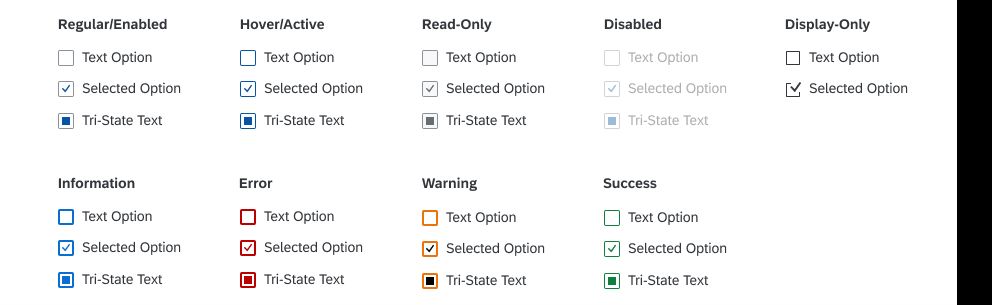 Regular/Enabled Hover/Active Read-Only Disabled Display-Only
Text Option Text Option Text Option Text Option Text Option
Selected Option Selected Option Selected Option Selected Option Selected Option
Tri-State Text Tri-State Text Tri-State Text Tri-State Text
Information Error Warning Success
Text Option Text Option Text Option Text Option
Selected Option Selected Option Selected Option Selected Option
Tri-State Text Tri-State Text Tri-State Text Tri-State Text